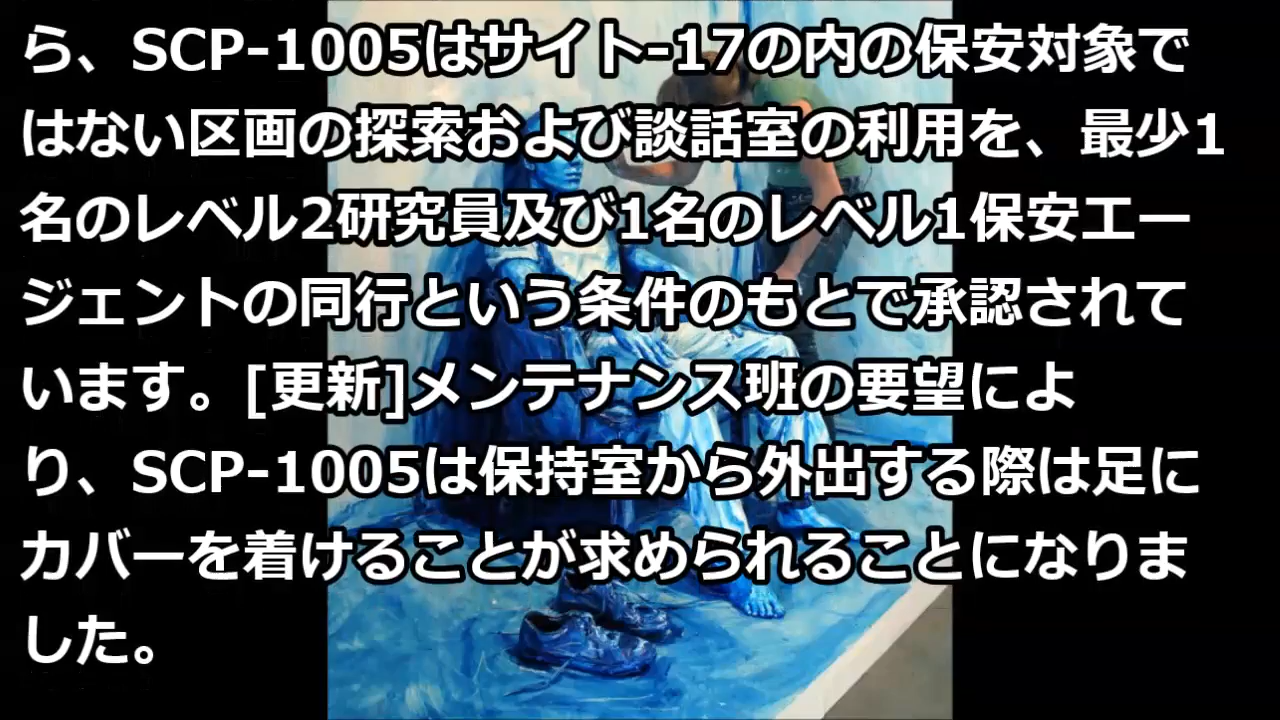 ら、SCP-1005はサイト-17の内の保安対象で
はない区画の探索および談話室の利用を、最少1
名のレベル2研究員及び1名のレベル1保安エー
ジェントの同行という条件のもとで承認されて
います。[更新]メンテナンス班の要望によ
り、SCP-1005は保持室から外出する際は足に
カバーを着けることが求められることになりま
した。